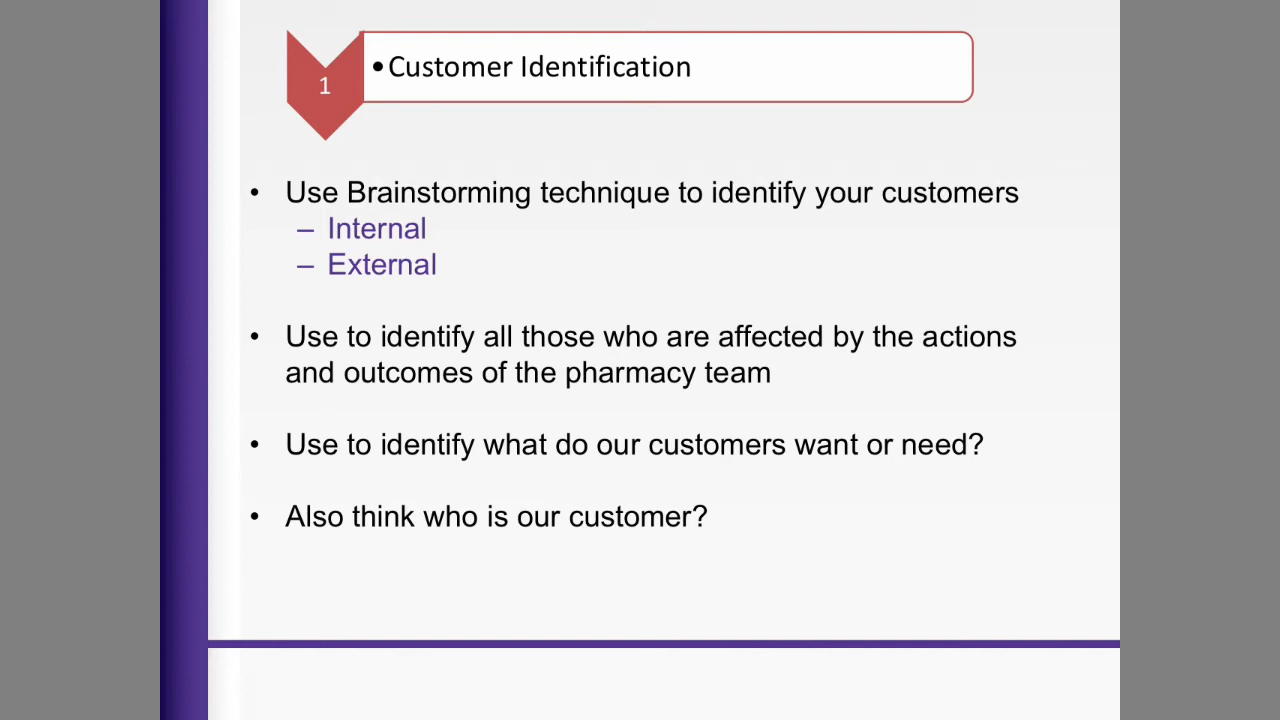 1
•Customer Identification
• Use Brainstorming technique to identify your customers
– Internal
– External
• Use to identify all those who are affected by the actions
and outcomes of the pharmacy team
• Use to identify what do our customers want or need?
• Also think who is our customer?